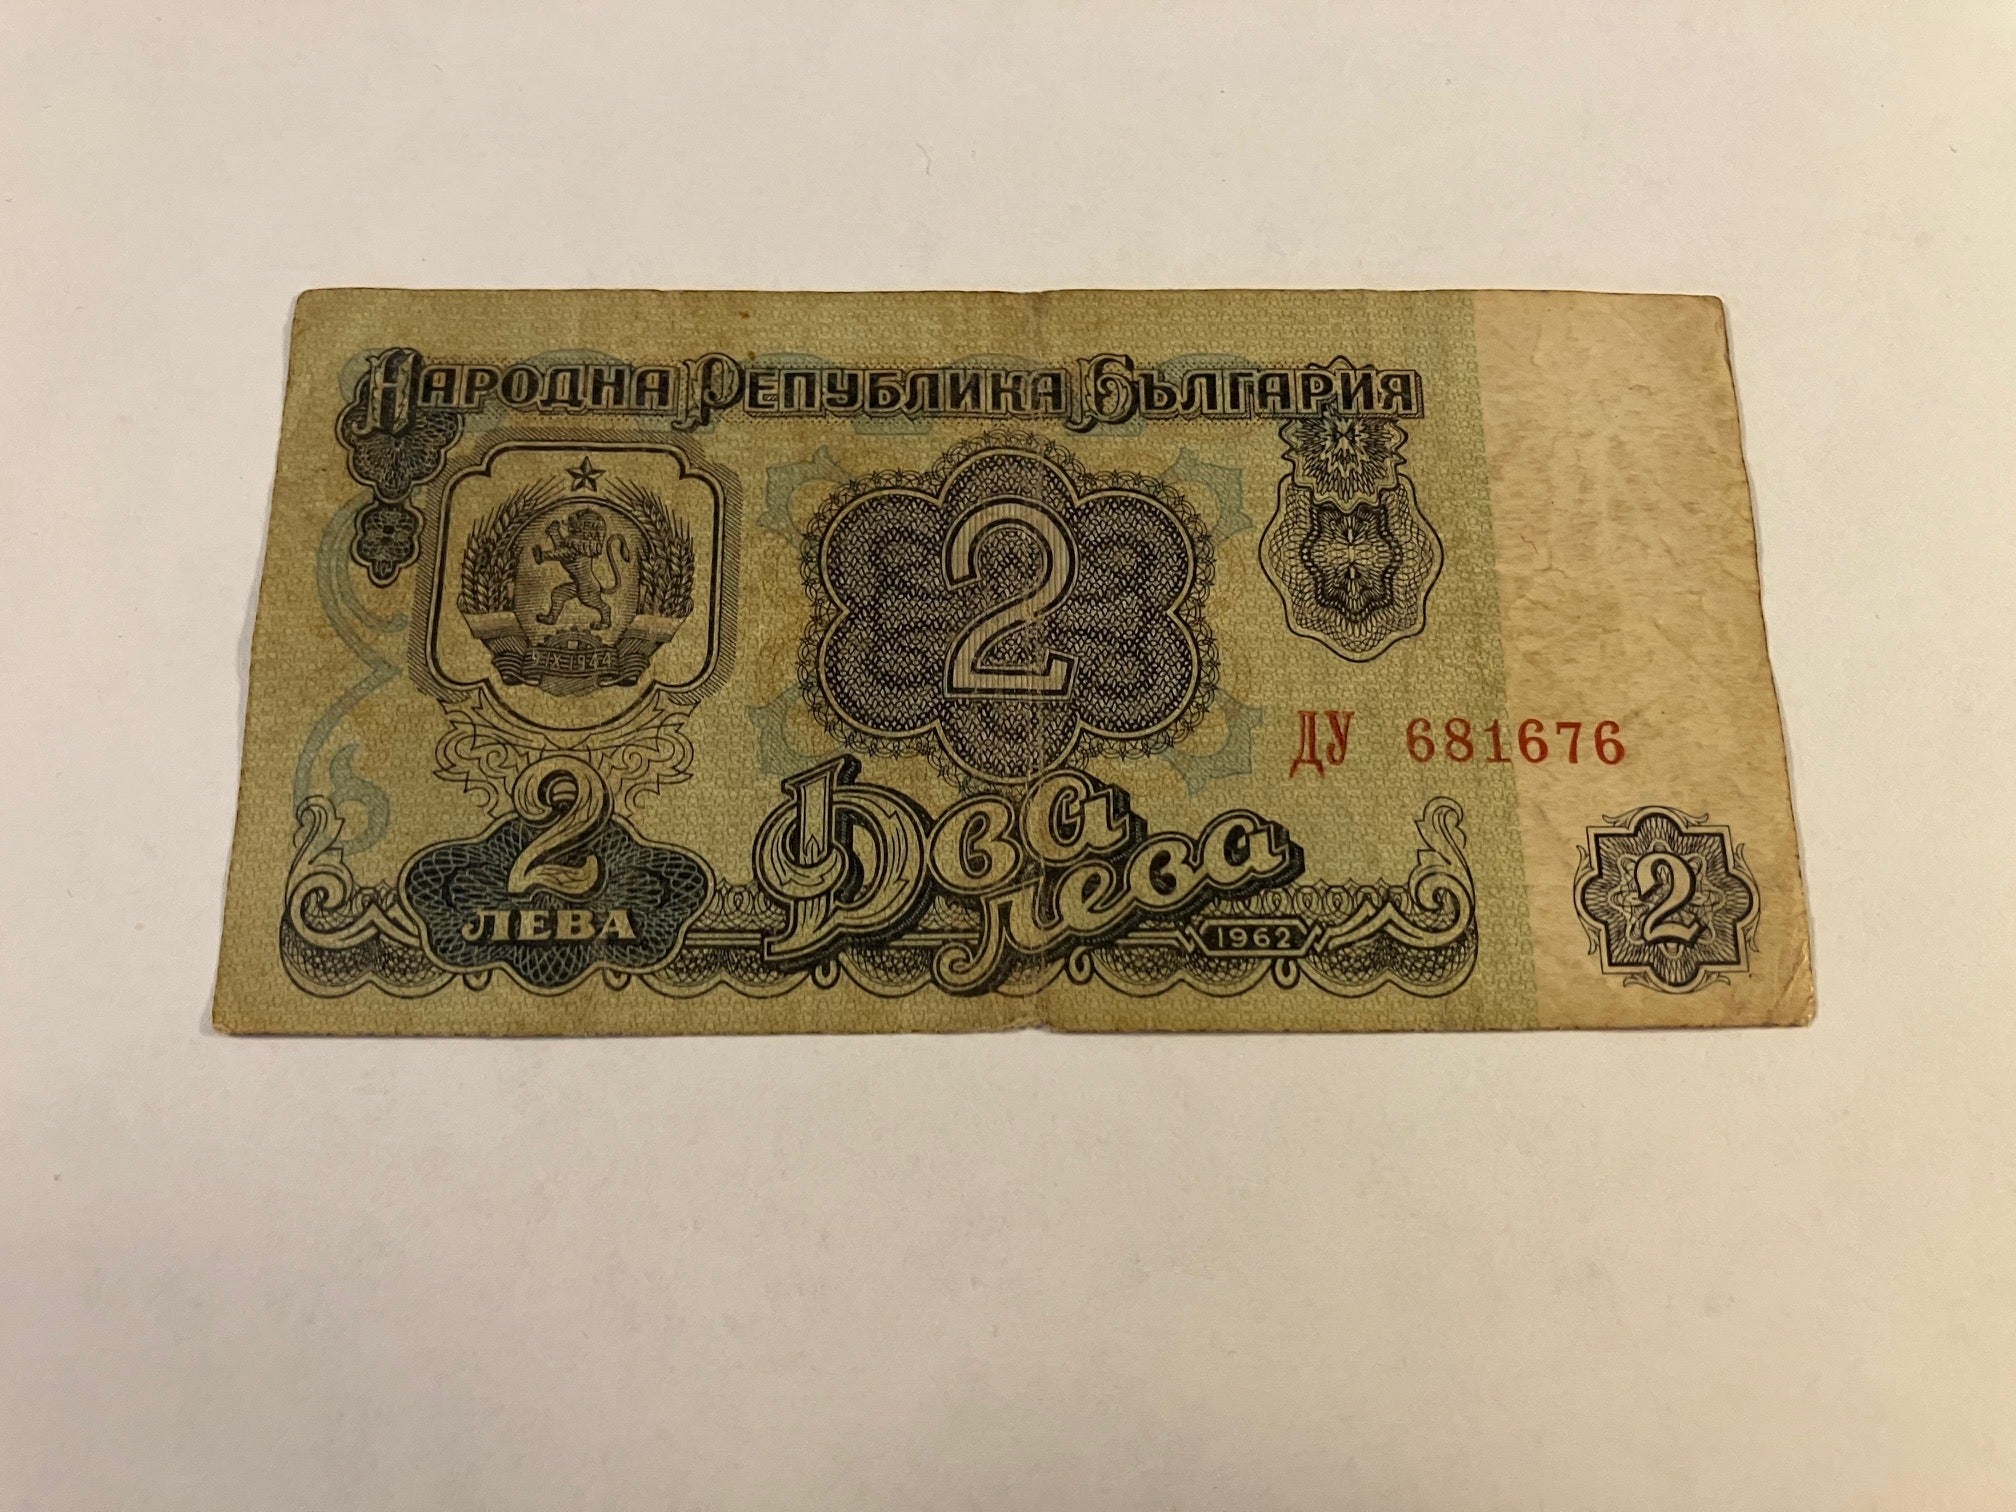 НАРОДНА РЕПУБЛИКА БЪЛГАРИЯ
9·IX·1944
2
ДУ 681676
2
ЛЕВА
Два
лева
1962
2